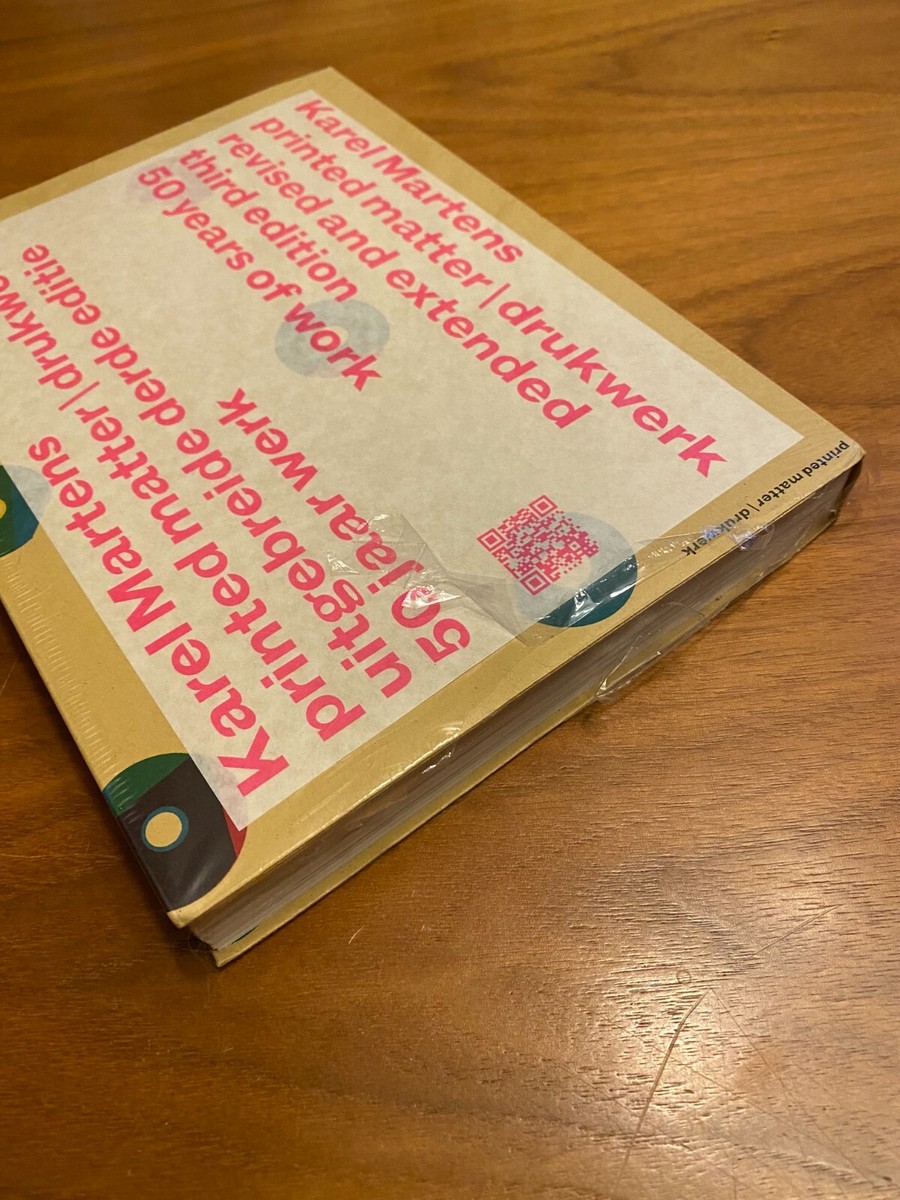 Karel Martens
printed matter | drukwerk
revised and extended
third edition
50 years of work
Karel Martens
printed matter | drukwe
uitgebreide derde editie
50 jaar werk
printed matter | drukwerk